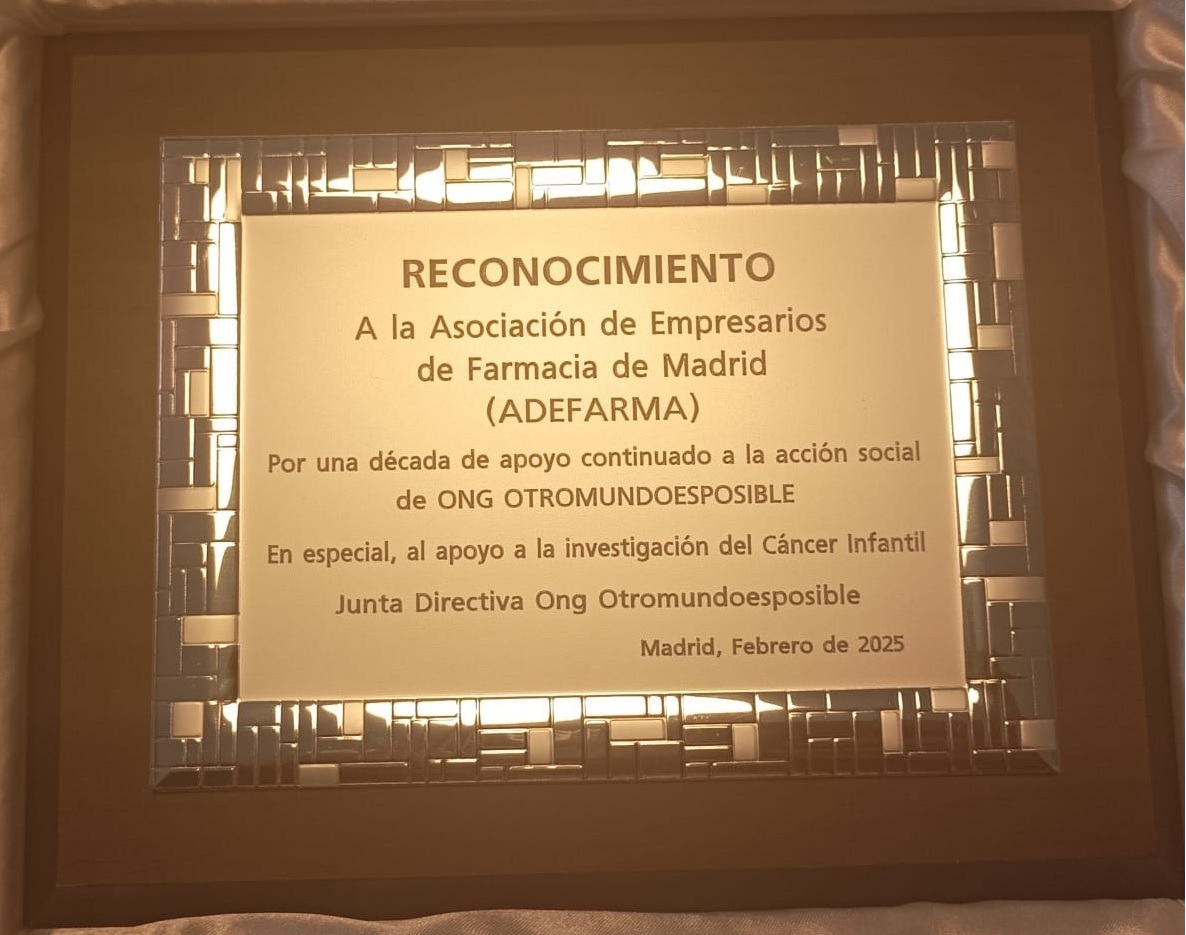 RECONOCIMIENTO
A la Asociación de Empresarios
de Farmacia de Madrid
(ADEFARMA)
Por una década de apoyo continuado a la acción social
de ONG OTROMUNDOESPOSIBLE
En especial, al apoyo a la investigación del Cáncer Infantil
Junta Directiva Ong Otromundoesposible
Madrid, Febrero de 2025